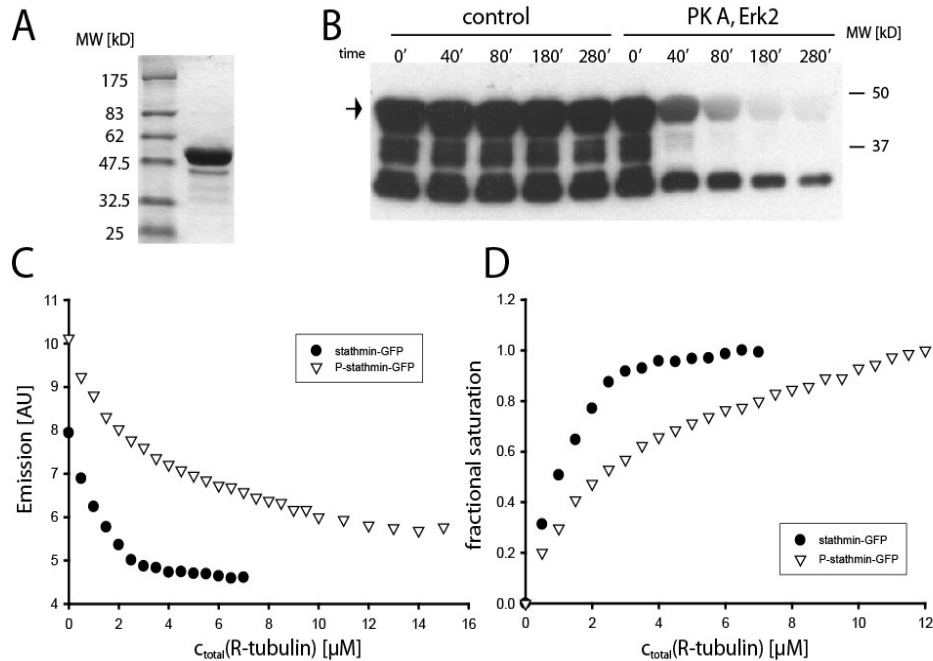 A
MW [kD]
175
83
62
47.5
32.5
25
B
control
PK A, Erk2
MW [kD]
time
0' 40' 80' 180' 280' 0' 40' 80' 180' 280'
50
37
C
11
10
9
8
7
6
5
4
Emission [AU]
stathmin-GFP
P-stathmin-GFP
0 2 4 6 8 10 12 14 16
c_total(R-tubulin) [µM]
D
1.2
1.0
0.8
0.6
0.4
0.2
0.0
fractional saturation
stathmin-GFP
P-stathmin-GFP
0 2 4 6 8 10 12
c_total(R-tubulin) [µM]